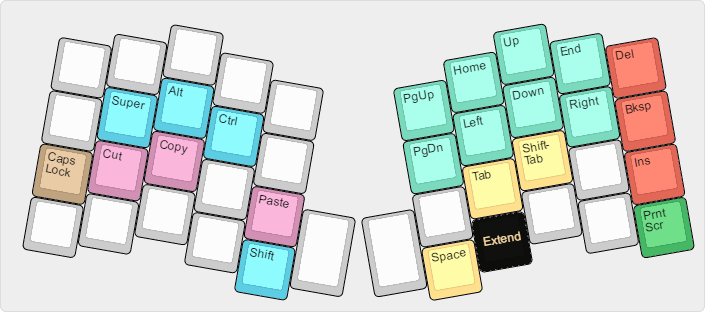 Super
Alt
Ctrl
Caps
Lock
Cut
Copy
Paste
Shift
PgUp
Home
Up
End
Del
PgDn
Left
Down
Right
Bksp
Tab
Shift-
Tab
Ins
Space
Extend
Prnt
Scr